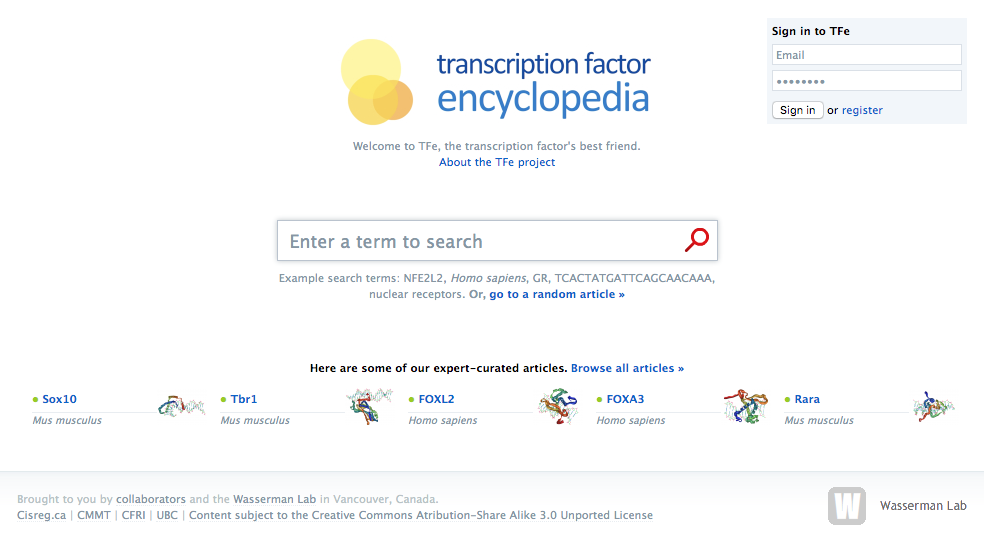 Sign in to TFe
Email
••••••••
Sign in or register
transcription factor
encyclopedia
Welcome to TFe, the transcription factor's best friend.
About the TFe project
Enter a term to search
Example search terms: NFE2L2, Homo sapiens, GR, TCACTATGATTCAGCAACAAA,
nuclear receptors. Or, go to a random article »
Here are some of our expert-curated articles. Browse all articles »
Sox10
Mus musculus
Tbr1
Mus musculus
FOXL2
Homo sapiens
FOXA3
Homo sapiens
Rara
Mus musculus
Brought to you by collaborators and the Wasserman Lab in Vancouver, Canada.
Cisreg.ca | CMMT | CFRI | UBC | Content subject to the Creative Commons Atribution-Share Alike 3.0 Unported License
W Wasserman Lab